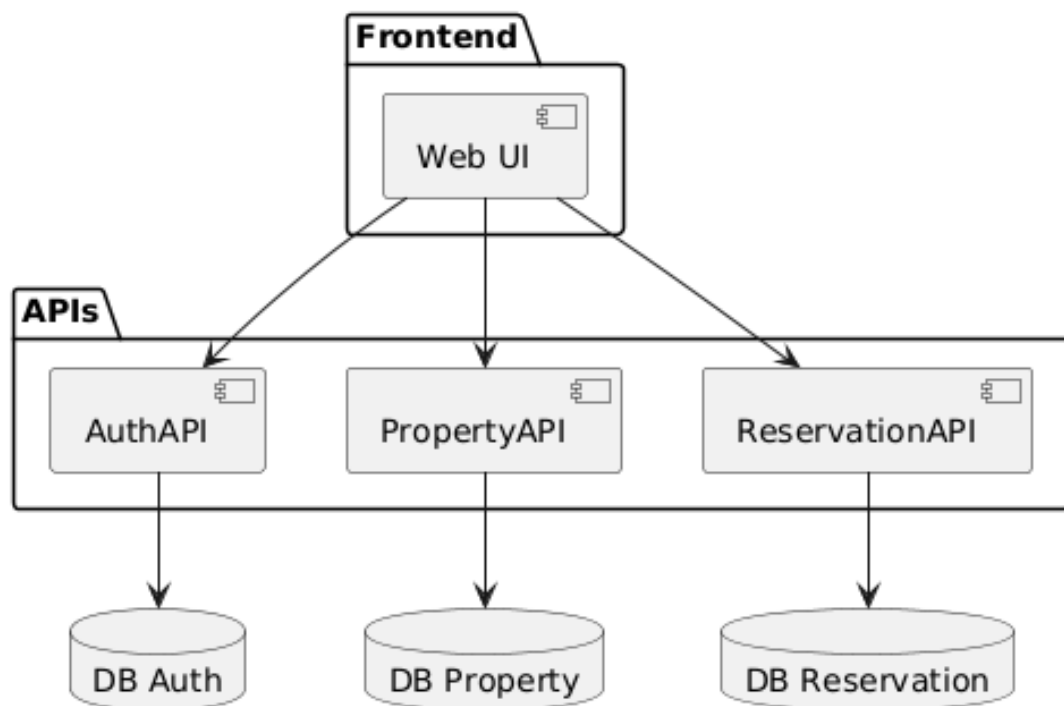 Frontend
Web UI
APIs
AuthAPI
PropertyAPI
ReservationAPI
DB Auth
DB Property
DB Reservation